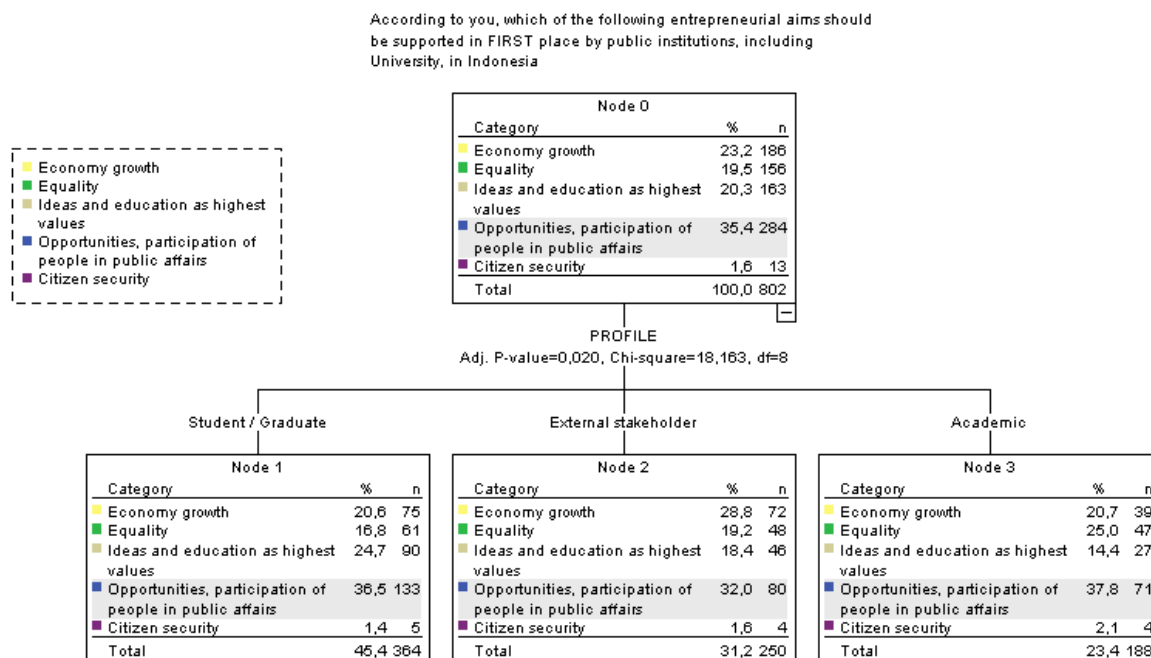 According to you, which of the following entrepreneurial aims should
be supported in FIRST place by public institutions, including
University, in Indonesia
Economy growth
Equality
Ideas and education as highest
values
Opportunities, participation of
people in public affairs
Citizen security
Node 0
Category % n
Economy growth 23,2 186
Equality 19,5 156
Ideas and education as highest 20,3 163
values
Opportunities, participation of 35,4 284
people in public affairs
Citizen security 1,6 13
Total 100,0 802
PROFILE
Adj. P-value=0,020, Chi-square=18,163, df=8
Student / Graduate
Node 1
Category % n
Economy growth 20,6 75
Equality 16,8 61
Ideas and education as highest 24,7 90
values
Opportunities, participation of 36,5 133
people in public affairs
Citizen security 1,4 5
Total 45,4 364
External stakeholder
Node 2
Category % n
Economy growth 28,8 72
Equality 19,2 48
Ideas and education as highest 18,4 46
values
Opportunities, participation of 32,0 80
people in public affairs
Citizen security 1,6 4
Total 31,2 250
Academic
Node 3
Category % n
Economy growth 20,7 39
Equality 25,0 47
Ideas and education as highest 14,4 27
values
Opportunities, participation of 37,8 71
people in public affairs
Citizen security 2,1 4
Total 23,4 188